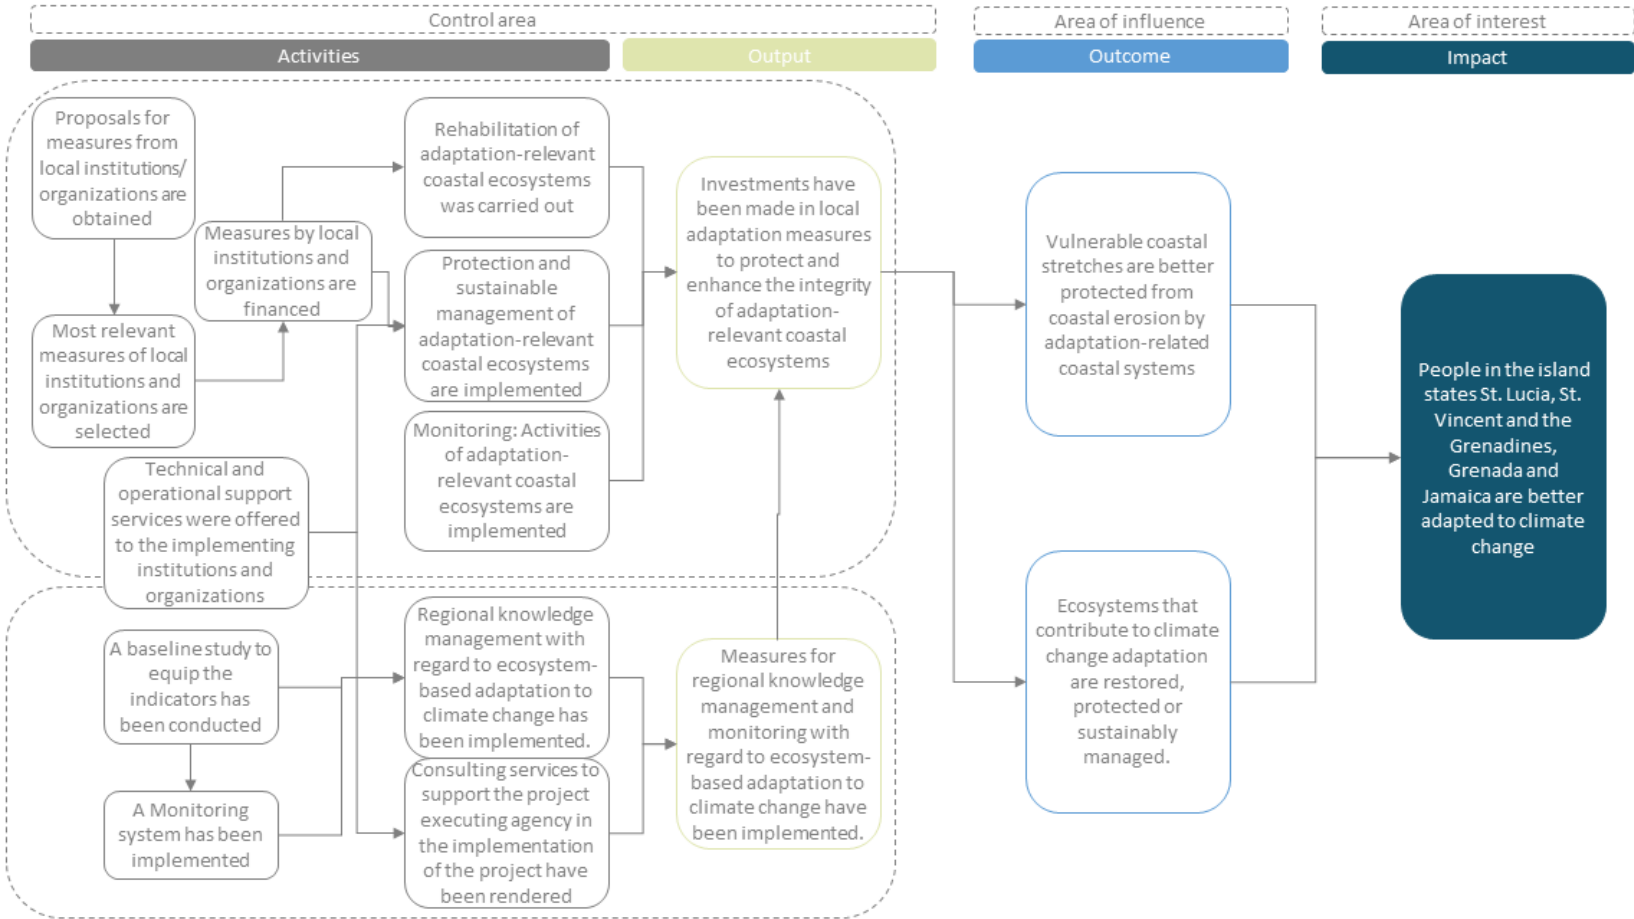 Control area
Area of influence
Area of interest
Activities
Output
Outcome
Impact
Proposals for
measures from
local institutions/
organizations are
obtained
Most relevant
measures of local
institutions and
organizations are
selected
Measures by local
institutions and
organizations are
financed
Technical and
operational support
services were offered
to the implementing
institutions and
organizations
Rehabilitation of
adaptation-relevant
coastal ecosystems
was carried out
Protection and
sustainable
management of
adaptation-relevant
coastal ecosystems
are implemented
Monitoring: Activities
of adaptation-
relevant coastal
ecosystems are
implemented
Investments have
been made in local
adaptation measures
to protect and
enhance the integrity
of adaptation-
relevant coastal
ecosystems
A baseline study to
equip the
indicators has
been conducted
A Monitoring
system has been
implemented
Regional knowledge
management with
regard to ecosystem-
based adaptation to
climate change has
been implemented.
Consulting services to
support the project
executing agency in
the implementation
of the project have
been rendered
Measures for
regional knowledge
management and
monitoring with
regard to ecosystem-
based adaptation to
climate change have
been implemented.
Vulnerable coastal
stretches are better
protected from
coastal erosion by
adaptation-related
coastal systems
Ecosystems that
contribute to climate
change adaptation
are restored,
protected or
sustainably
managed.
People in the island
states St. Lucia, St.
Vincent and the
Grenadines,
Grenada and
Jamaica are better
adapted to climate
change